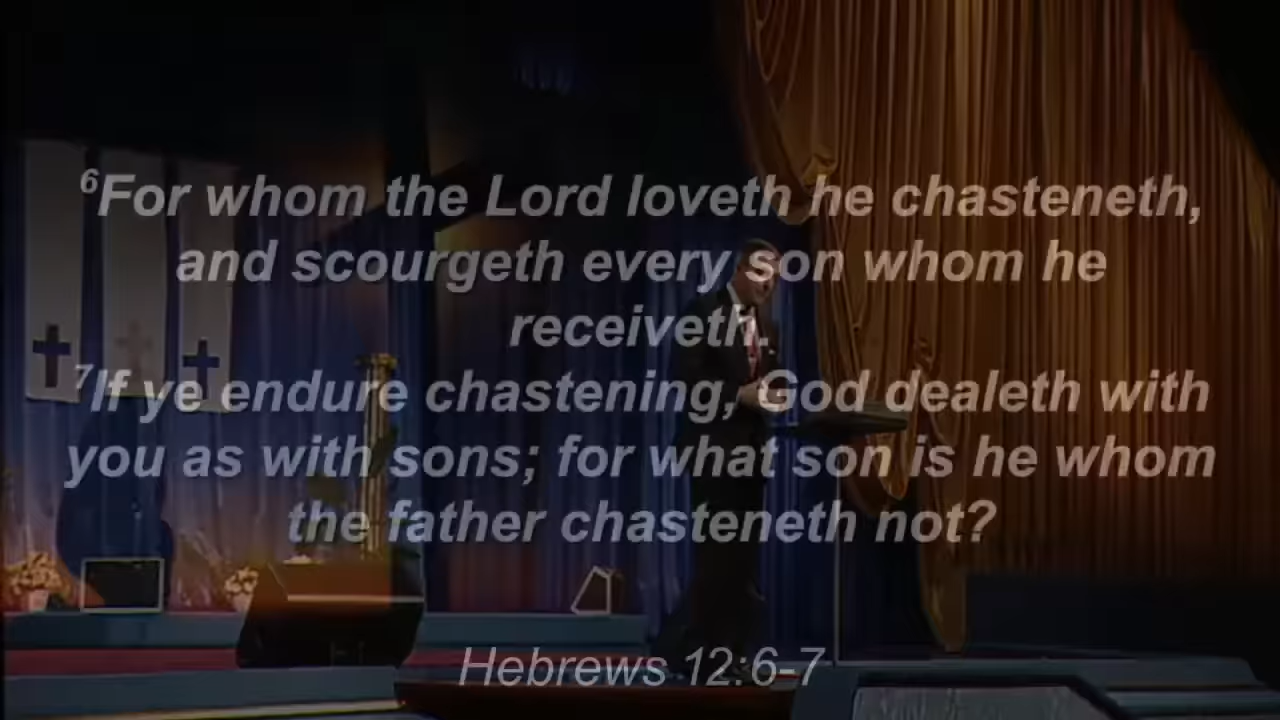 ⁶For whom the Lord loveth he chasteneth,
and scourgeth every son whom he
receiveth.
⁷If ye endure chastening, God dealeth with
you as with sons; for what son is he whom
the father chasteneth not?
Hebrews 12:6-7